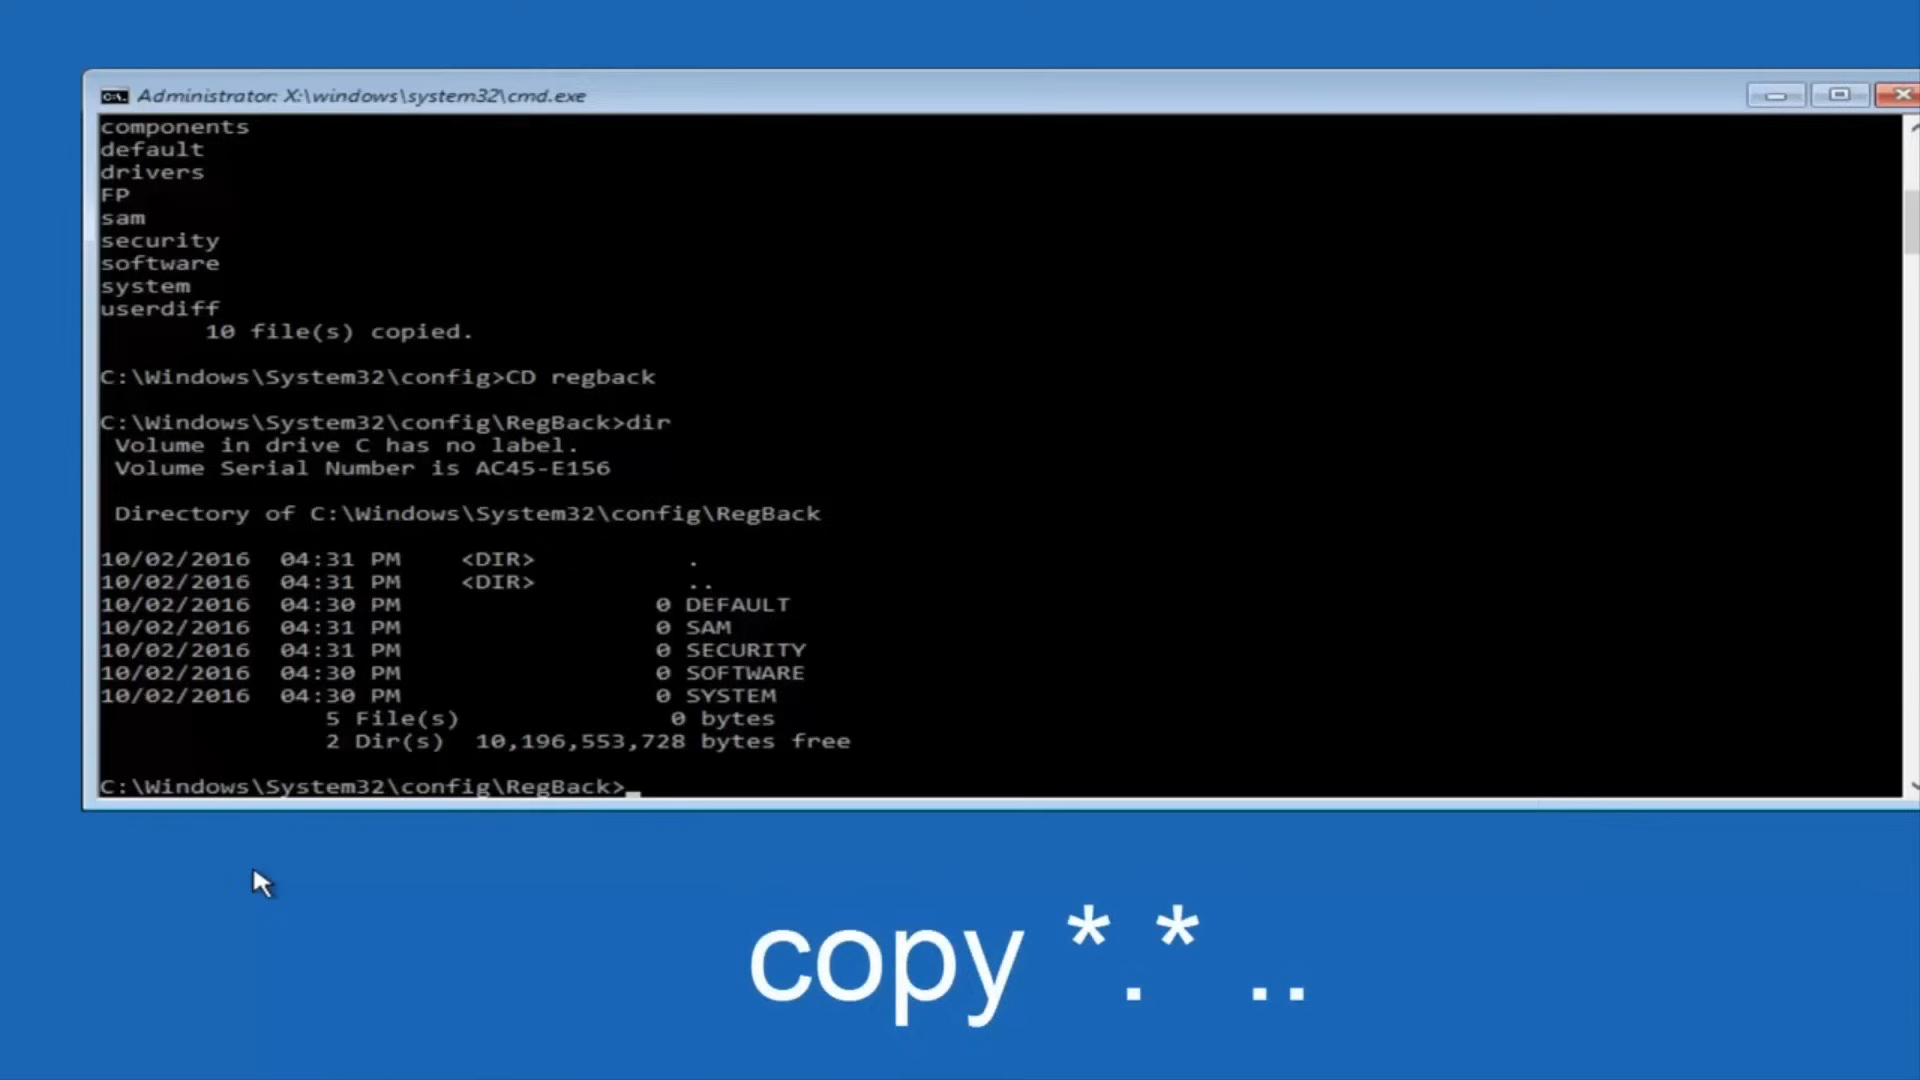 Administrator: X:\windows\system32\cmd.exe
components
default
drivers
FP
sam
security
software
system
userdiff
10 file(s) copied.
C:\Windows\System32\config>CD regback
C:\Windows\System32\config\RegBack>dir
Volume in drive C has no label.
Volume Serial Number is AC45-E156
Directory of C:\Windows\System32\config\RegBack
10/02/2016 04:31 PM <DIR> .
10/02/2016 04:31 PM <DIR> ..
10/02/2016 04:30 PM 0 DEFAULT
10/02/2016 04:31 PM 0 SAM
10/02/2016 04:31 PM 0 SECURITY
10/02/2016 04:30 PM 0 SOFTWARE
10/02/2016 04:30 PM 0 SYSTEM
5 File(s) 0 bytes
2 Dir(s) 10,196,553,728 bytes free
C:\Windows\System32\config\RegBack>_
copy *.* ..